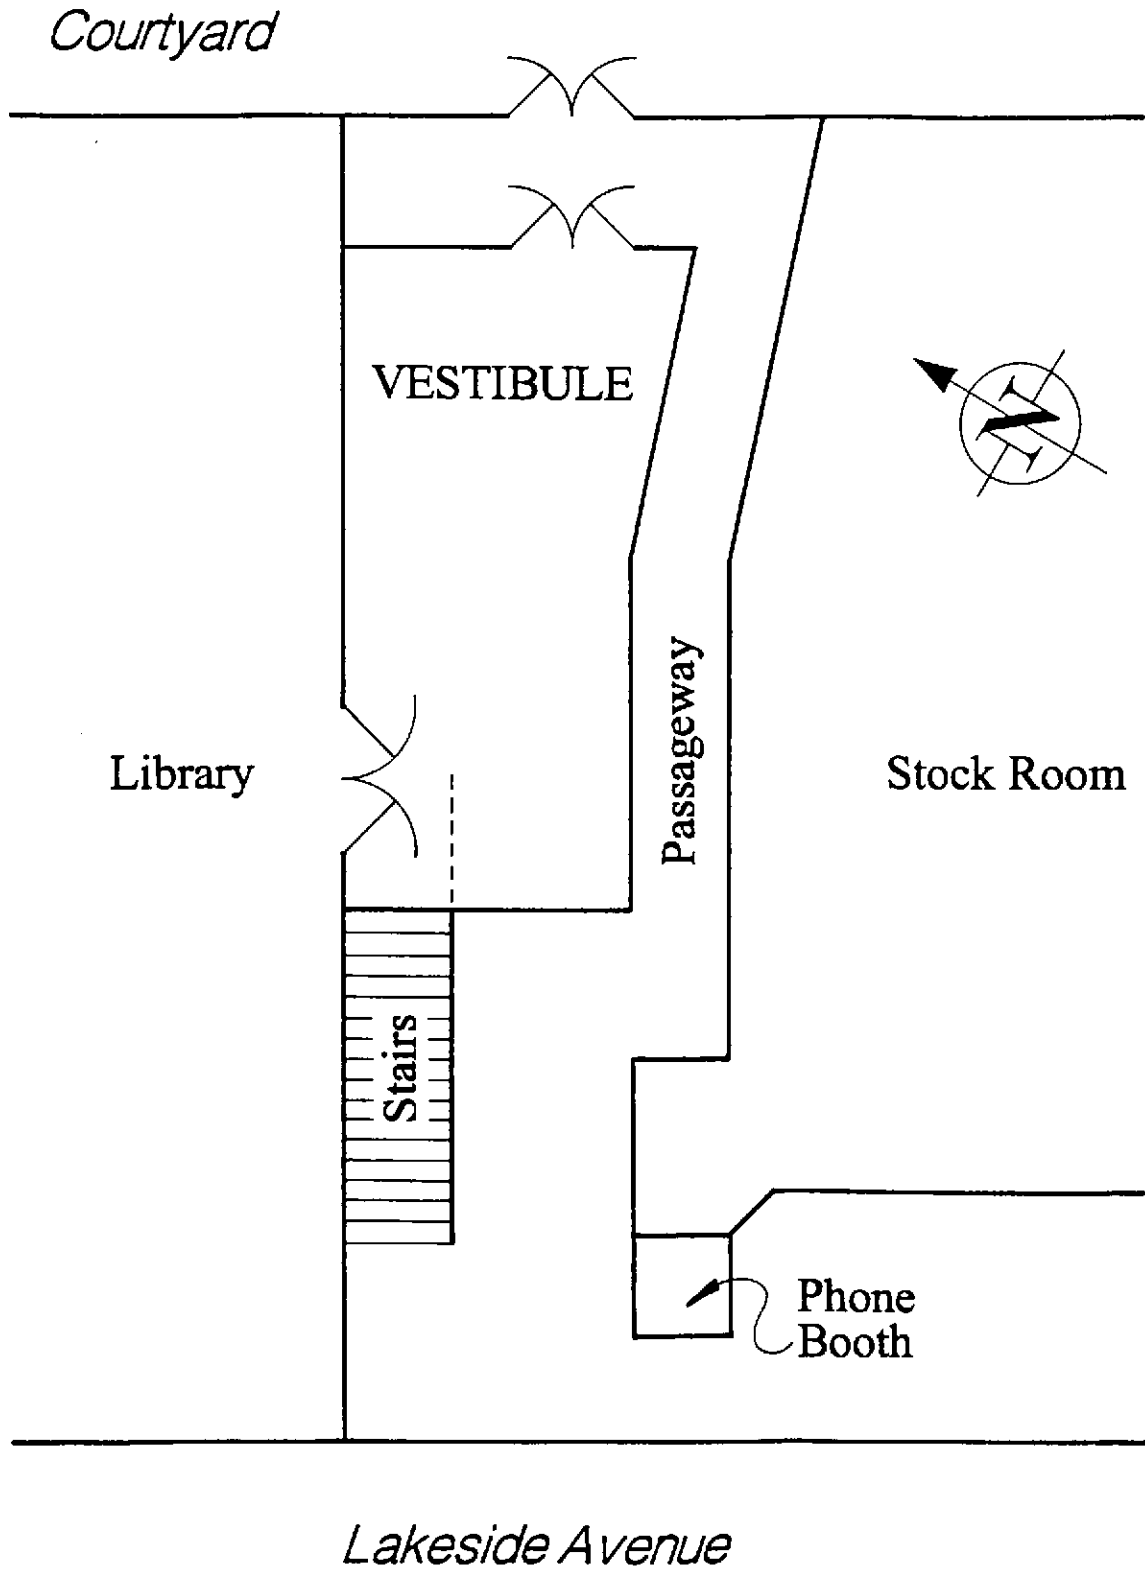 Courtyard
VESTIBULE
N
Passageway
Library
Stock Room
Stairs
Phone
Booth
Lakeside Avenue